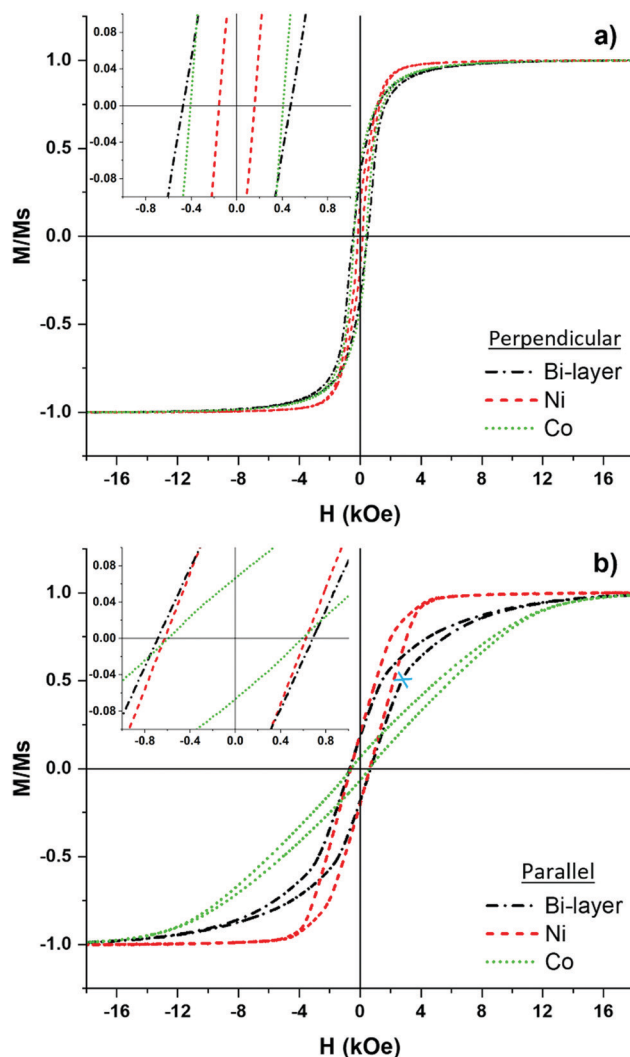 a)
0.08
0.04
0.00
-0.04
-0.08
-0.8 -0.4 0.0 0.4 0.8
1.0
0.5
0.0
-0.5
-1.0
M/Ms
Perpendicular
Bi-layer
Ni
Co
-16 -12 -8 -4 0 4 8 12 16
H (kOe)
b)
0.08
0.04
0.00
-0.04
-0.08
-0.8 -0.4 0.0 0.4 0.8
1.0
0.5
0.0
-0.5
-1.0
M/Ms
Parallel
Bi-layer
Ni
Co
-16 -12 -8 -4 0 4 8 12 16
H (kOe)